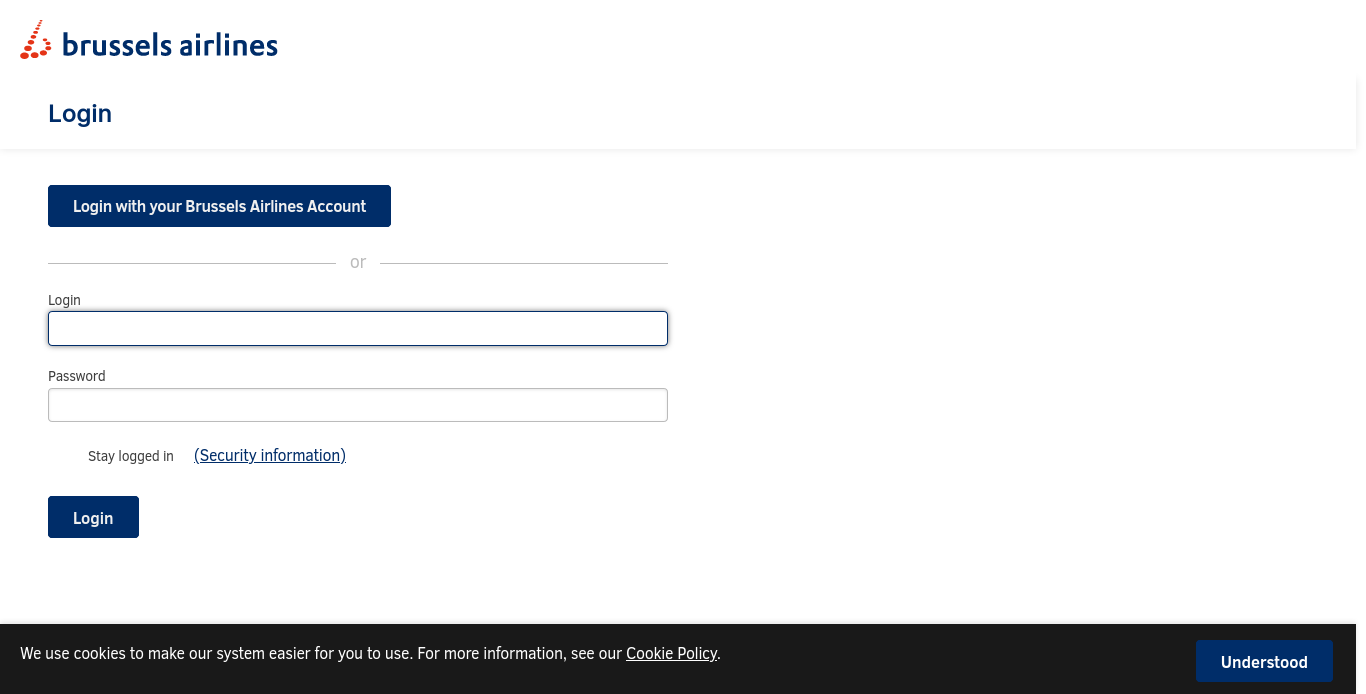 brussels airlines
Login
Login with your Brussels Airlines Account
or
Login
Password
Stay logged in (Security information)
Login
We use cookies to make our system easier for you to use. For more information, see our Cookie Policy.
Understood